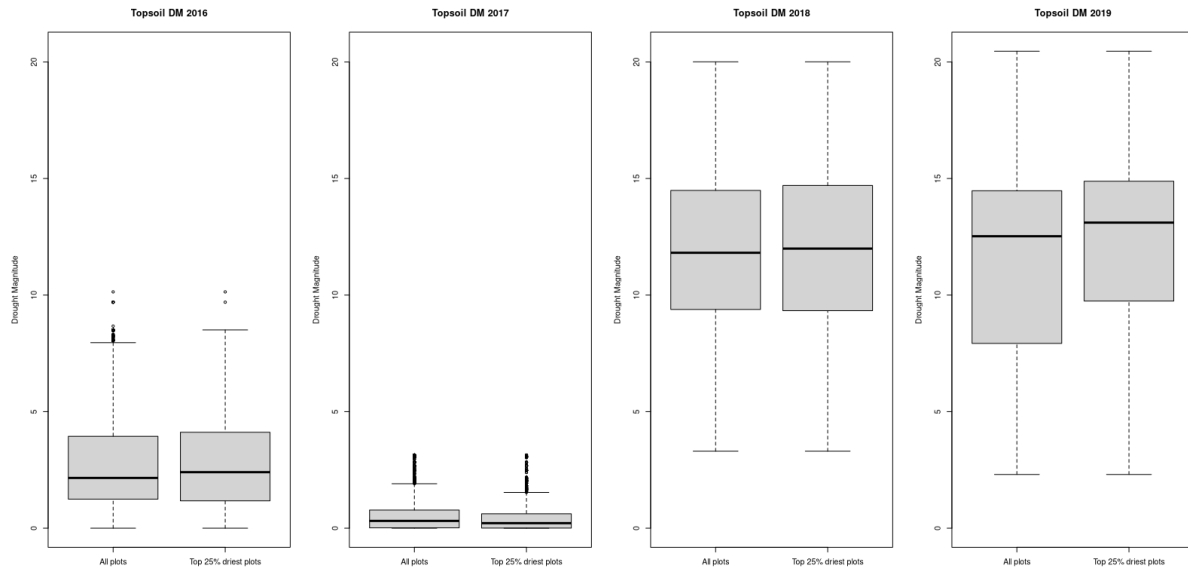 Topsoil DM 2016
Drought Magnitude
20
15
10
5
0
All plots
Top 25% driest plots
Topsoil DM 2017
Drought Magnitude
20
15
10
5
0
All plots
Top 25% driest plots
Topsoil DM 2018
Drought Magnitude
20
15
10
5
0
All plots
Top 25% driest plots
Topsoil DM 2019
Drought Magnitude
20
15
10
5
0
All plots
Top 25% driest plots